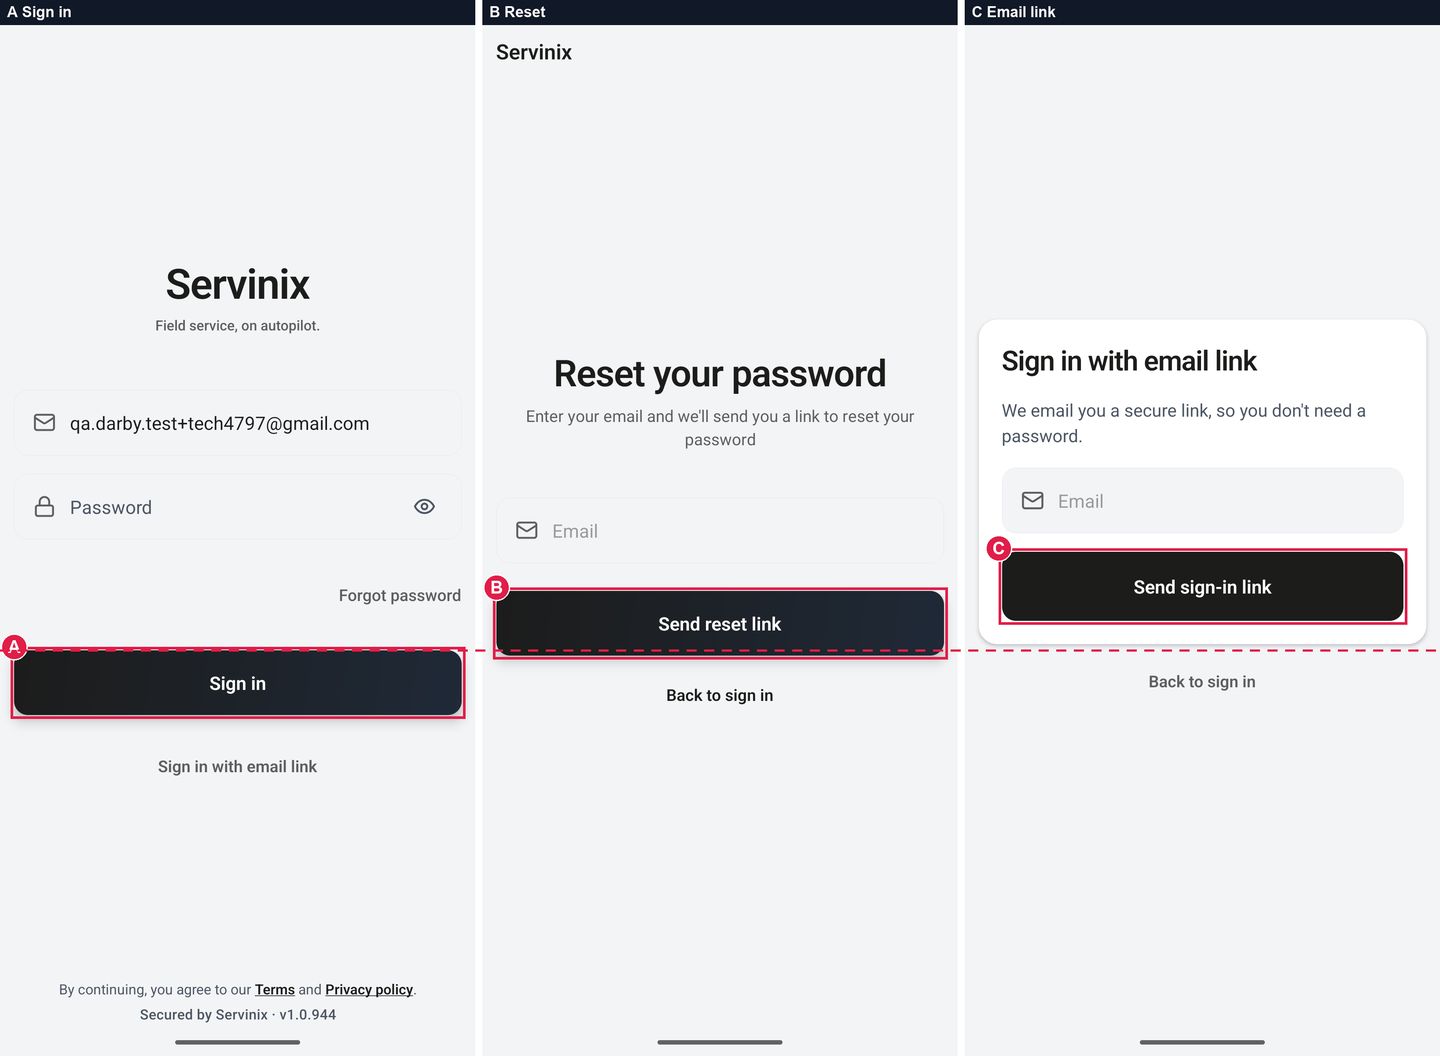 A Sign in
Servinix
Field service, on autopilot.
qa.darby.test+tech4797@gmail.com
Password
Forgot password
A
Sign in
Sign in with email link
By continuing, you agree to our Terms and Privacy policy.
Secured by Servinix · v1.0.944
B Reset
Servinix
Reset your password
Enter your email and we'll send you a link to reset your
password
Email
B
Send reset link
Back to sign in
C Email link
Sign in with email link
We email you a secure link, so you don't need a
password.
Email
C
Send sign-in link
Back to sign in